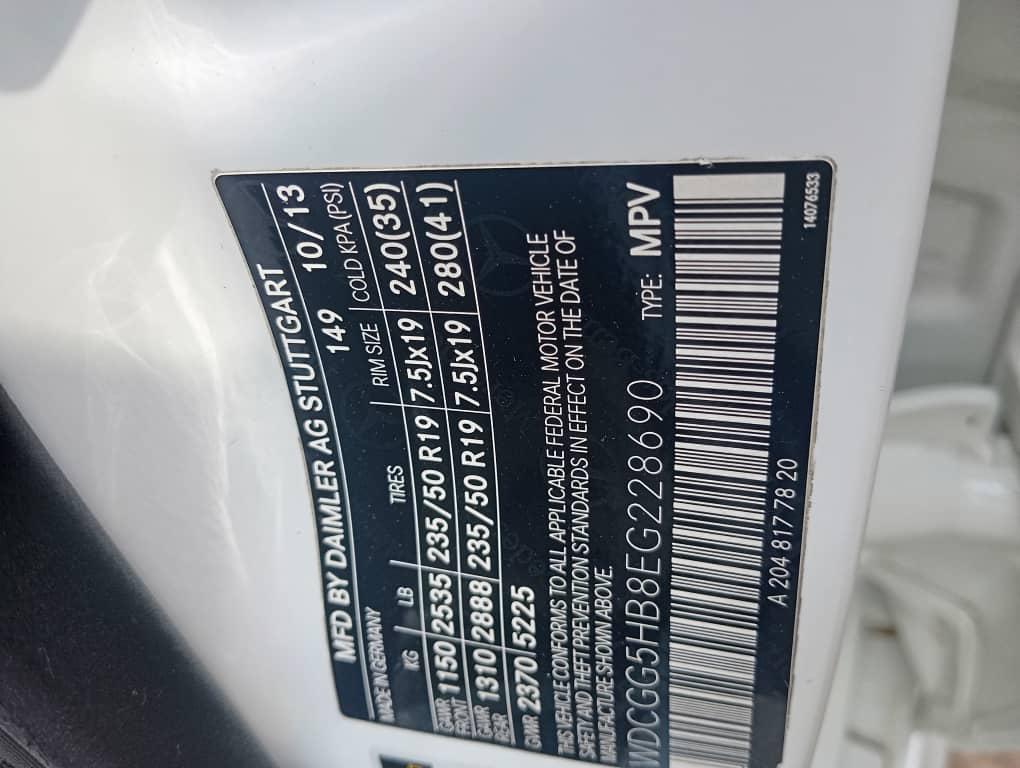 MFD BY DAIMLER AG STUTTGART
MADE IN GERMANY 149 10/13
KG LB TIRES RIM SIZE COLD KPA(PSI)
GAWR FRONT 1150 2535 235/50 R19 7.5Jx19 240(35)
GAWR REAR 1310 2888 235/50 R19 7.5Jx19 280(41)
GVWR 2370 5225
THIS VEHICLE CONFORMS TO ALL APPLICABLE FEDERAL MOTOR VEHICLE
SAFETY AND THEFT PREVENTION STANDARDS IN EFFECT ON THE DATE OF
MANUFACTURE SHOWN ABOVE.
WDCGG5HB8EG228690 TYPE: MPV
A 204 817 78 20 14076533